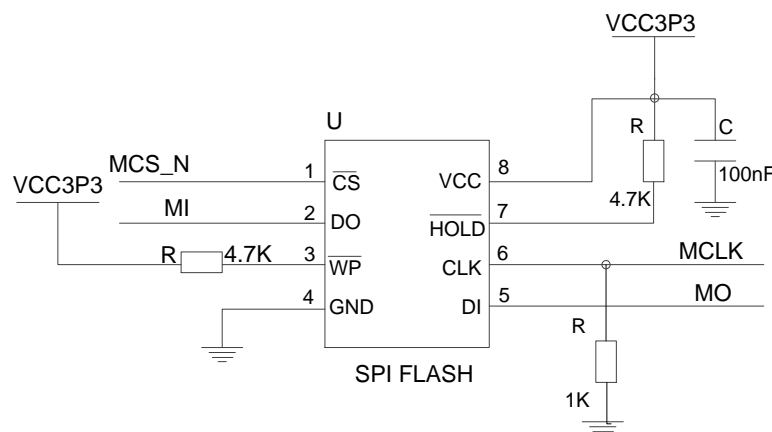 VCC3P3
U
R
C
MCS_N
1
CS
VCC
8
VCC3P3
100nF
MI
2
DO
HOLD
7
4.7K
R
4.7K
3
WP
CLK
6
MCLK
4
GND
DI
5
MO
R
SPI FLASH
1K